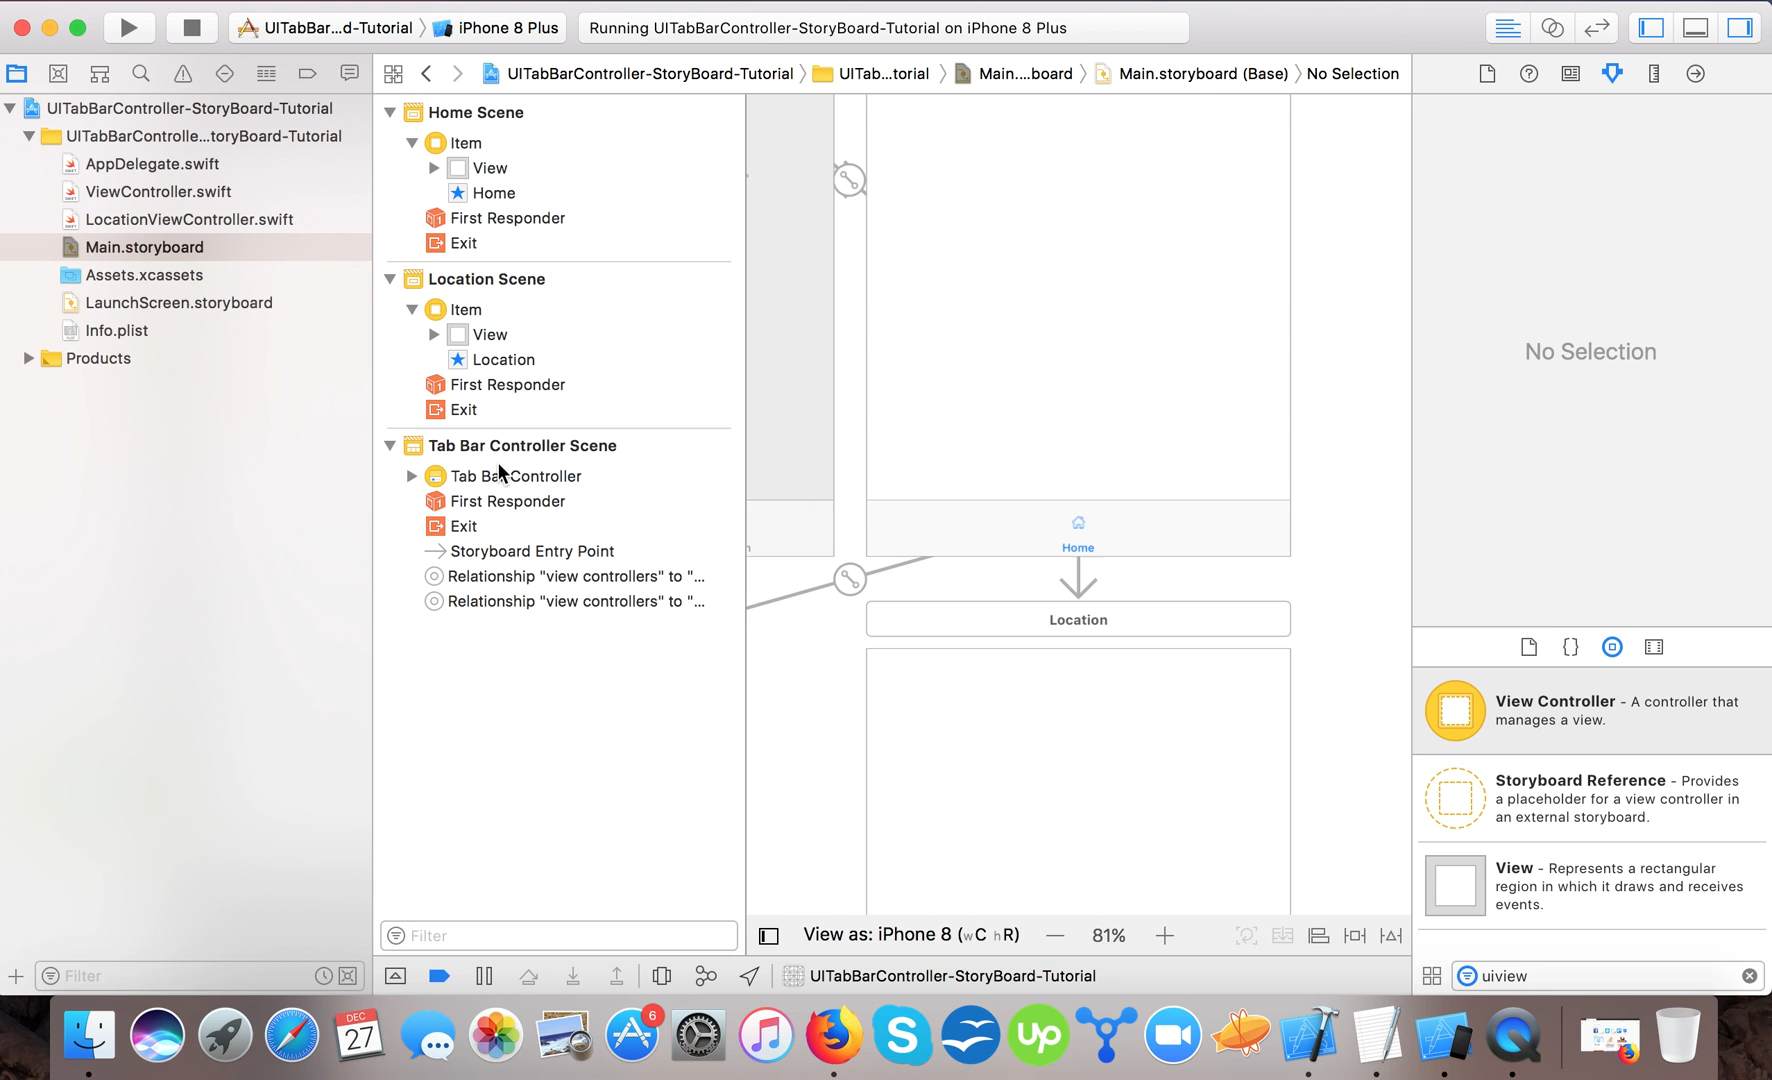 UITabBar...d-Tutorial
iPhone 8 Plus
Running UITabBarController-StoryBoard-Tutorial on iPhone 8 Plus
UITabBarController-StoryBoard-Tutorial
UITab...torial
Main....board
Main.storyboard (Base)
No Selection
UITabBarController-StoryBoard-Tutorial
UITabBarControlle...toryBoard-Tutorial
AppDelegate.swift
ViewController.swift
LocationViewController.swift
Main.storyboard
Assets.xcassets
LaunchScreen.storyboard
Info.plist
Products
Filter
Home Scene
Item
View
Home
First Responder
Exit
Location Scene
Item
View
Location
First Responder
Exit
Tab Bar Controller Scene
Tab Bar Controller
First Responder
Exit
Storyboard Entry Point
Relationship "view controllers" to "...
Relationship "view controllers" to "...
Filter
Home
Location
View as: iPhone 8 (wC hR)
81%
UITabBarController-StoryBoard-Tutorial
No Selection
View Controller - A controller that
manages a view.
Storyboard Reference - Provides
a placeholder for a view controller in
an external storyboard.
View - Represents a rectangular
region in which it draws and receives
events.
uiview
DEC
27
6
up